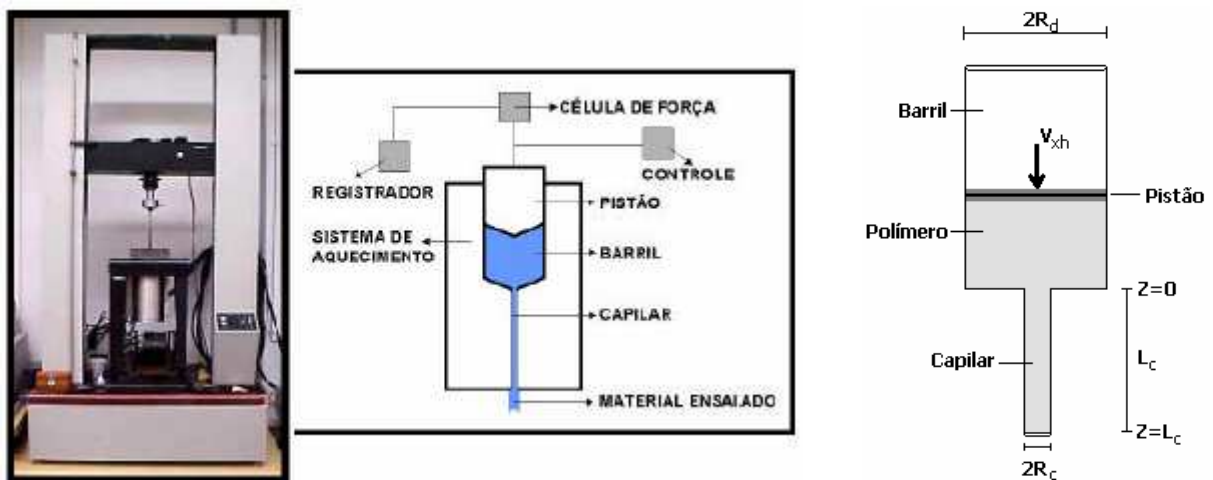 CÉLULA DE FORÇA
REGISTRADOR
CONTROLE
PISTÃO
SISTEMA DE
AQUECIMENTO
BARRIL
CAPILAR
MATERIAL ENSAIADO
2R_d
Barril
V_xh
Pistão
Polímero
Z=0
Capilar
L_c
Z=L_c
2R_c